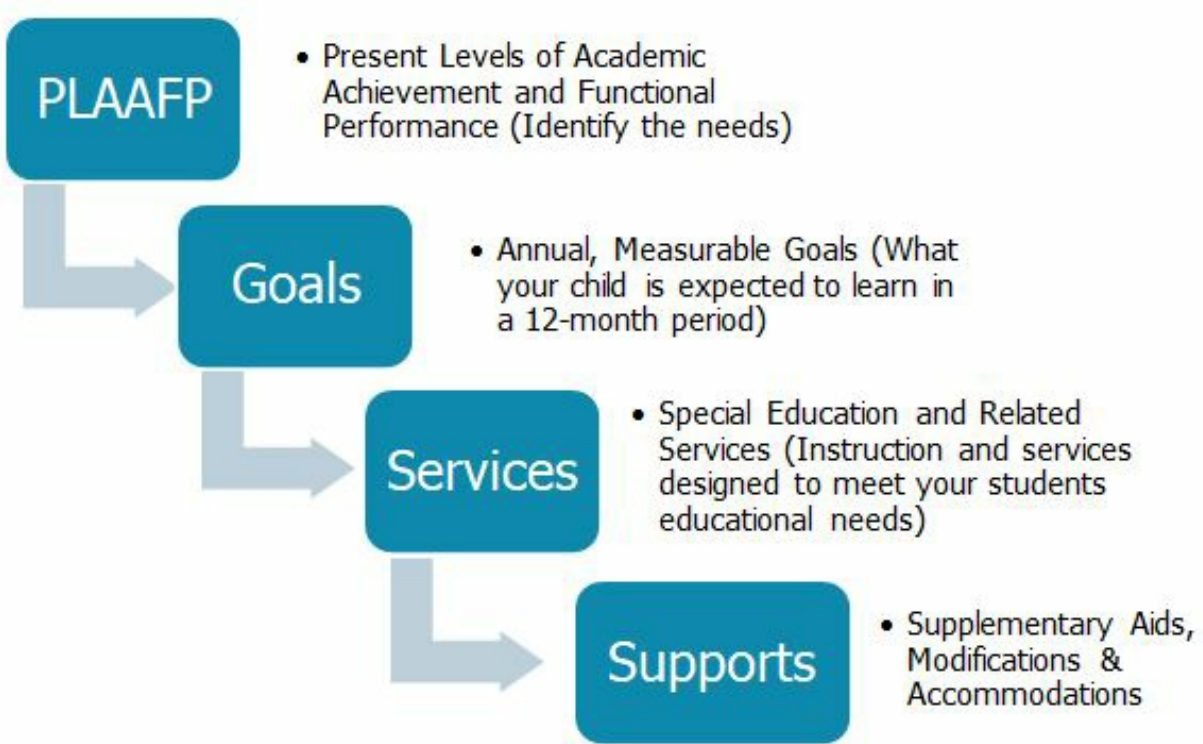 PLAAFP
• Present Levels of Academic
Achievement and Functional
Performance (Identify the needs)
Goals
• Annual, Measurable Goals (What
your child is expected to learn in
a 12-month period)
Services
• Special Education and Related
Services (Instruction and services
designed to meet your students
educational needs)
Supports
• Supplementary Aids,
Modifications &
Accommodations